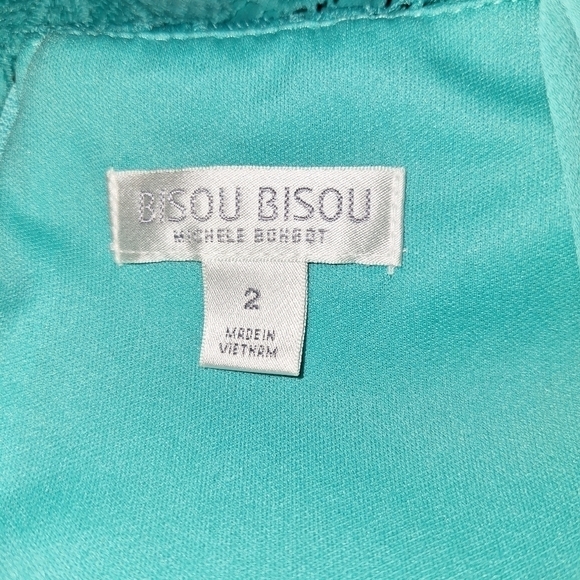 BISOU BISOU
MICHELE BOHBOT
2
MADE IN
VIETNAM